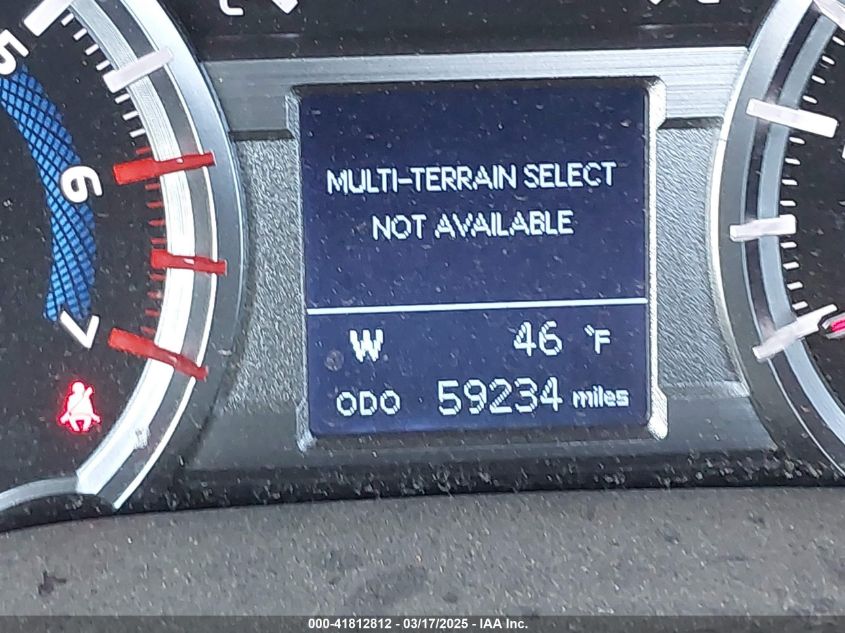 5
6
7
MULTI-TERRAIN SELECT
NOT AVAILABLE
W 46 °F
ODO 59234 miles
000-41812812 - 03/17/2025 - IAA Inc.